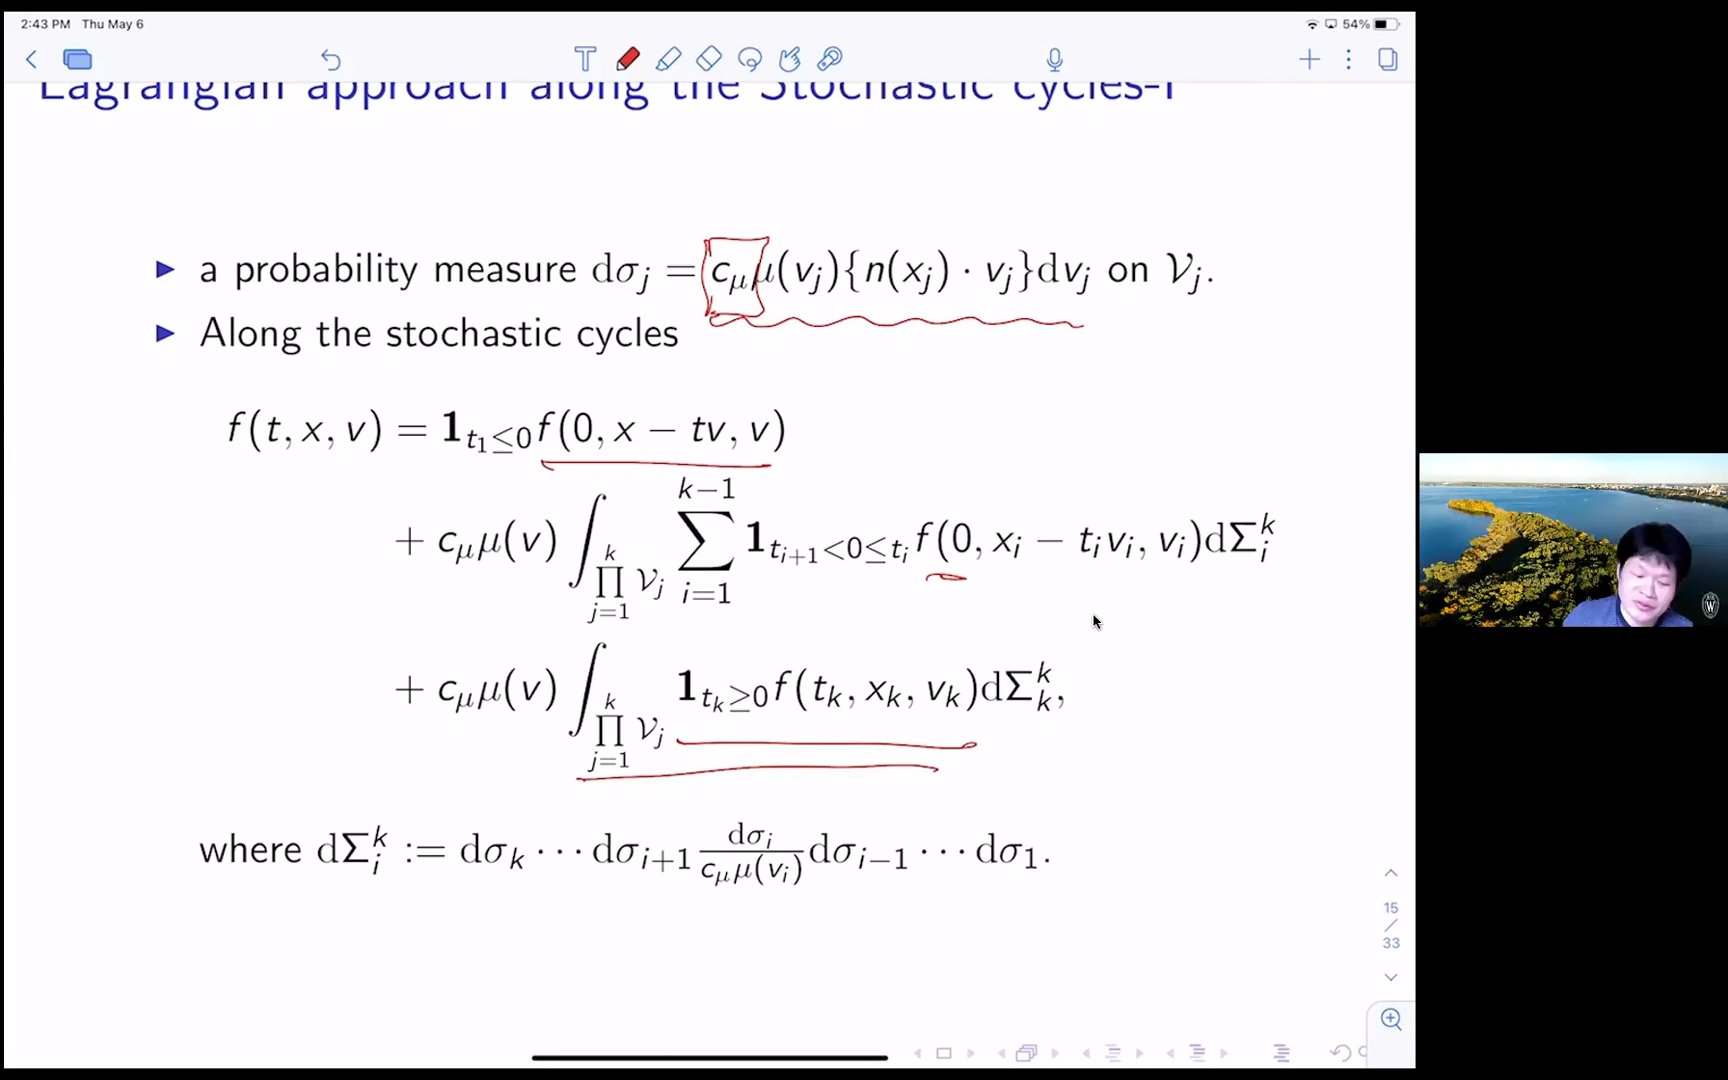 2:43 PM Thu May 6
54%
Lagrangian approach along the Stochastic cycles-I
▶ a probability measure dσ_j = c_μ μ(v_j){n(x_j) · v_j}dv_j on 𝒱_j.
▶ Along the stochastic cycles
f(t, x, v) = 1_{t_1≤0} f(0, x − tv, v)
+ c_μ μ(v) ∫_{∏_{j=1}^{k} 𝒱_j} ∑_{i=1}^{k−1} 1_{t_{i+1}<0≤t_i} f(0, x_i − t_i v_i, v_i)dΣ_i^k
+ c_μ μ(v) ∫_{∏_{j=1}^{k} 𝒱_j} 1_{t_k≥0} f(t_k, x_k, v_k)dΣ_k^k,
where dΣ_i^k := dσ_k ··· dσ_{i+1} \frac{dσ_i}{c_μ μ(v_i)} dσ_{i−1} ··· dσ_1.
15
/
33
W